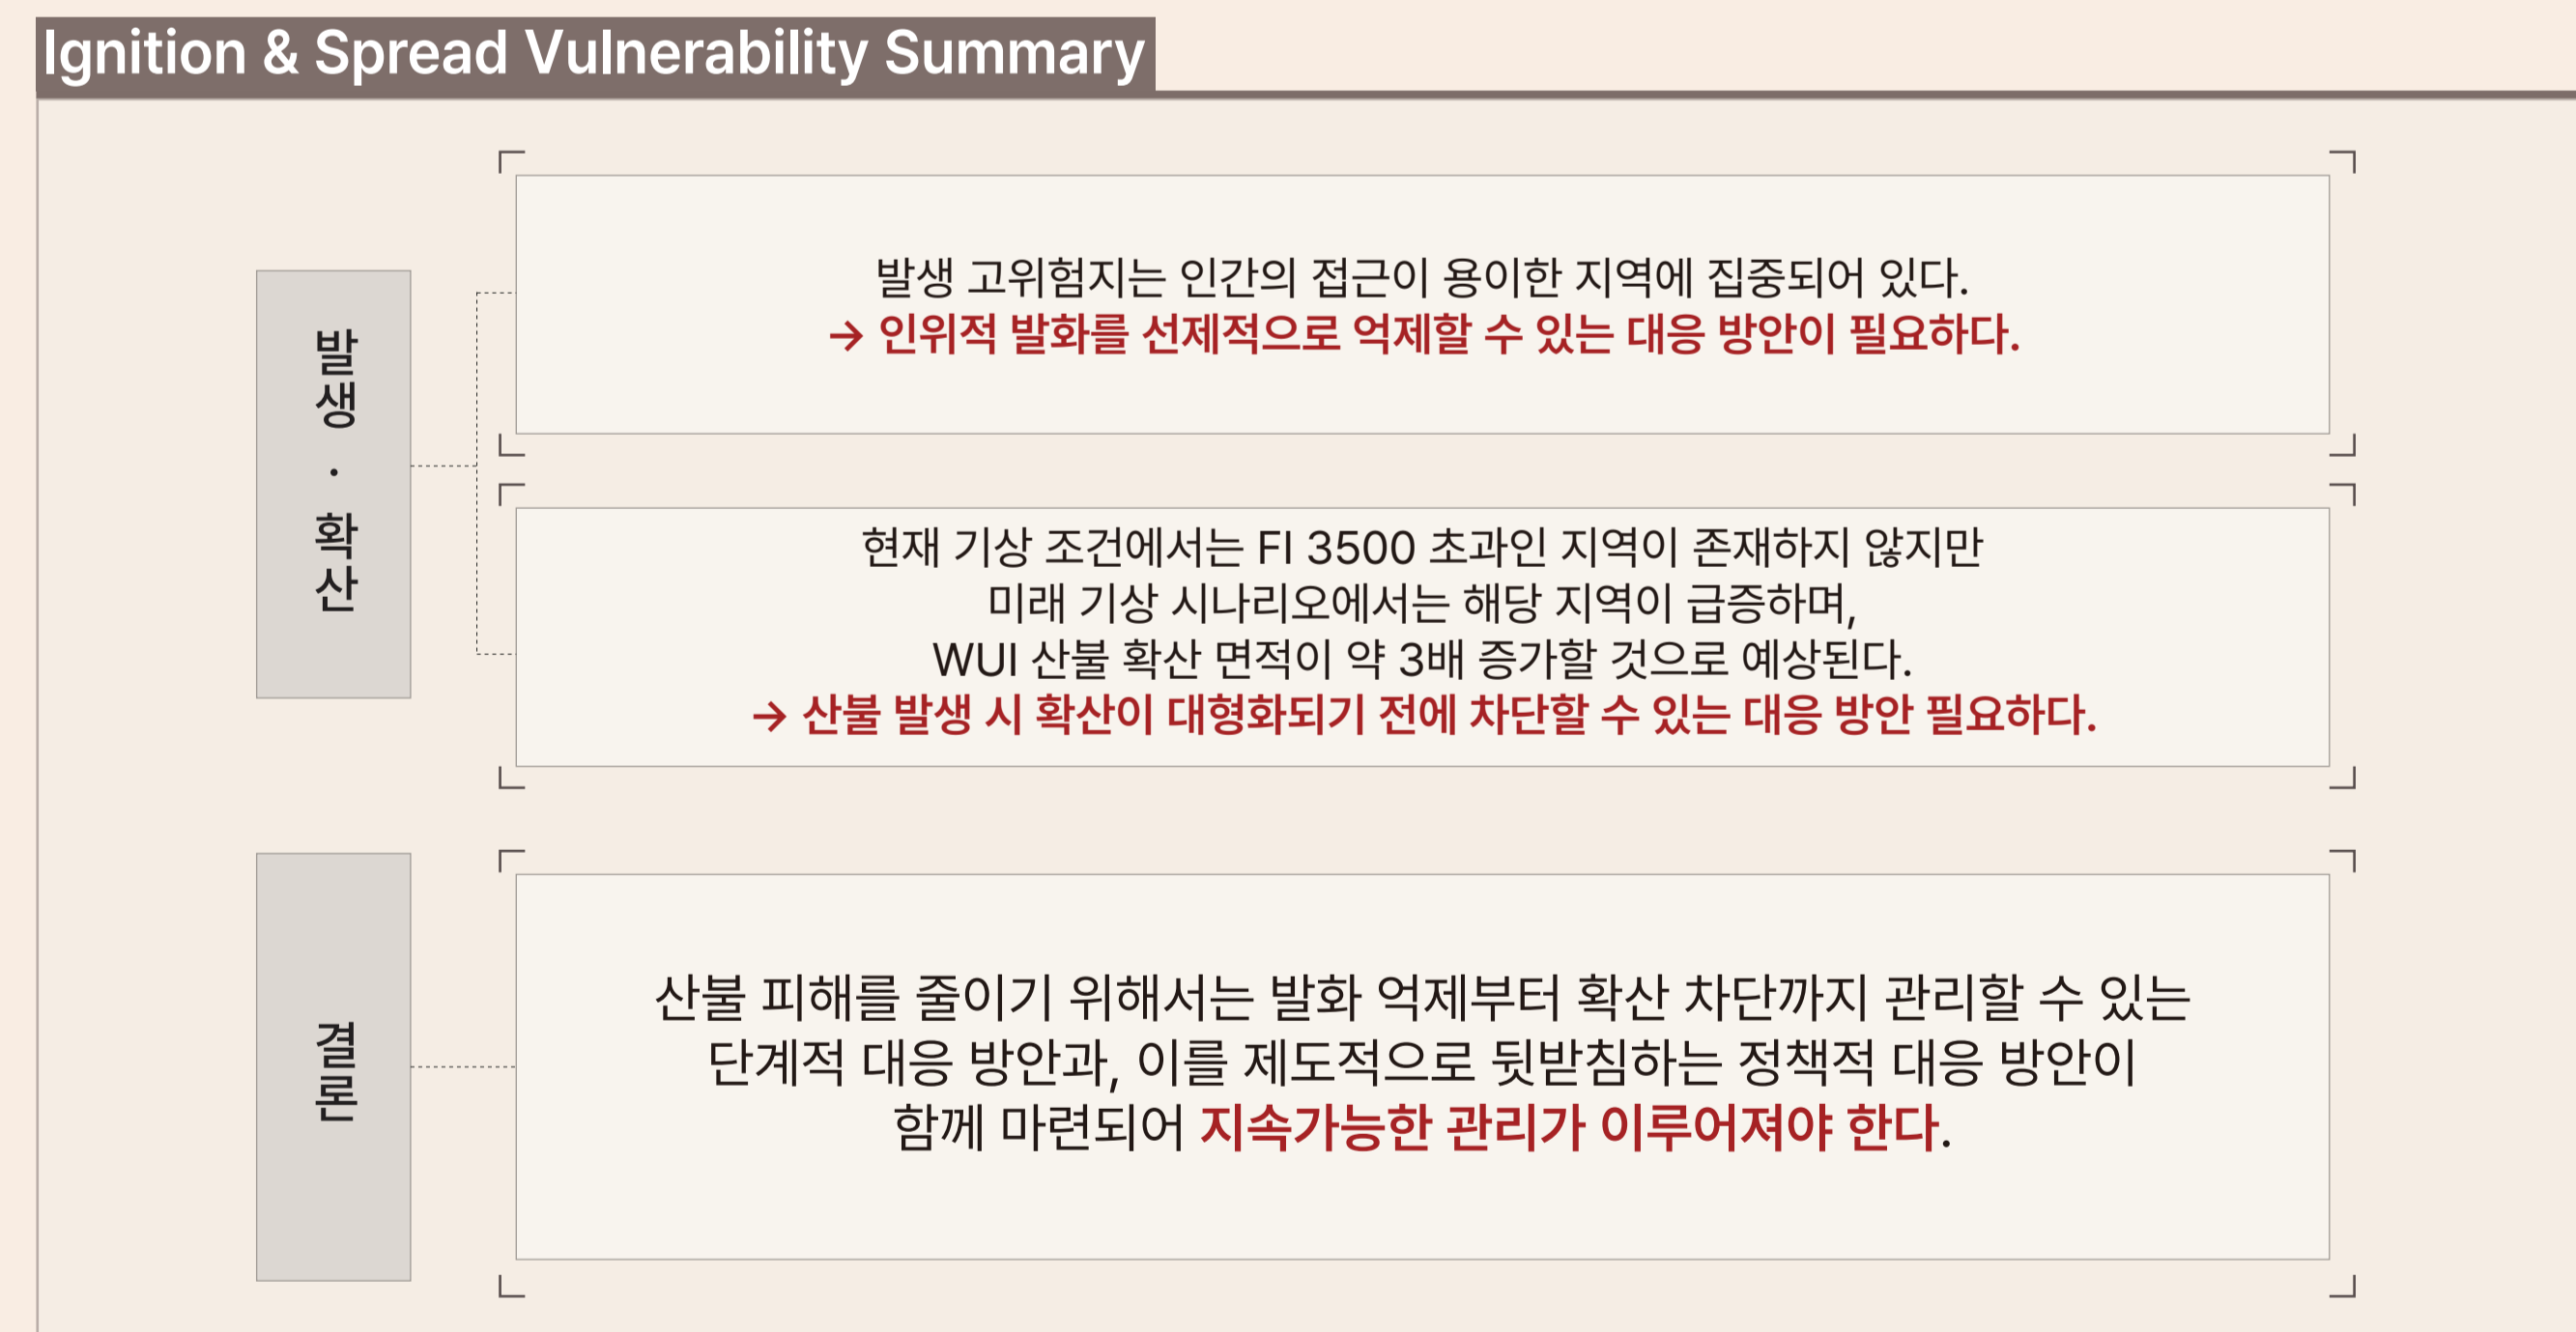 Ignition & Spread Vulnerability Summary
발생 · 확산
발생 고위험지는 인간의 접근이 용이한 지역에 집중되어 있다.
→ 인위적 발화를 선제적으로 억제할 수 있는 대응 방안이 필요하다.
현재 기상 조건에서는 FI 3500 초과인 지역이 존재하지 않지만
미래 기상 시나리오에서는 해당 지역이 급증하며,
WUI 산불 확산 면적이 약 3배 증가할 것으로 예상된다.
→ 산불 발생 시 확산이 대형화되기 전에 차단할 수 있는 대응 방안 필요하다.
결론
산불 피해를 줄이기 위해서는 발화 억제부터 확산 차단까지 관리할 수 있는
단계적 대응 방안과, 이를 제도적으로 뒷받침하는 정책적 대응 방안이
함께 마련되어 지속가능한 관리가 이루어져야 한다.